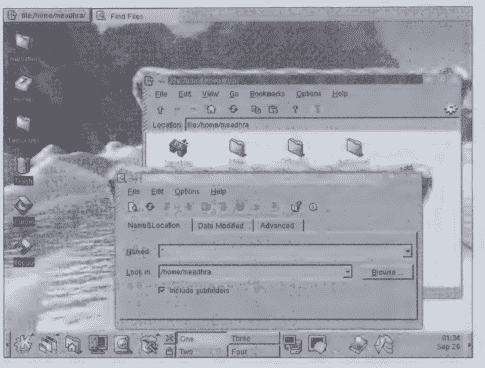 file:/home/meadhra/
Find Files
File Edit View Go Bookmarks Options Help
Location: file:/home/meadhra
File Edit Options Help
Name&Location
Date Modified
Advanced
Named: *
Look in: /home/meadhra
Browse ...
Include subfolders
Trash
One
Two
Three
Four
01:34
Sep 26